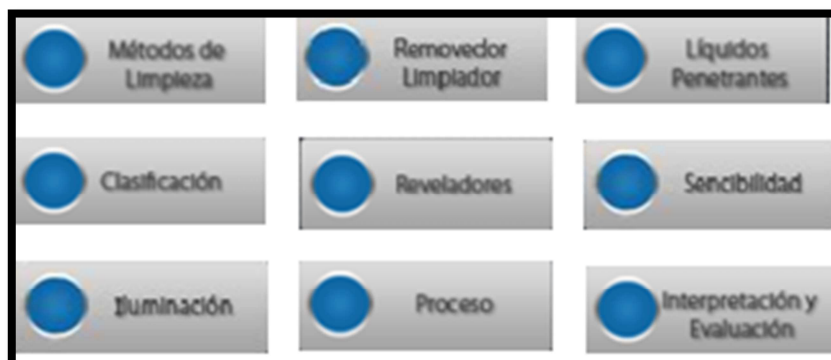 Métodos de
Limpieza
Removedor
Limpiador
Líquidos
Penetrantes
Clasificación
Reveladores
Sencibilidad
Iluminación
Proceso
Interpretación y
Evaluación